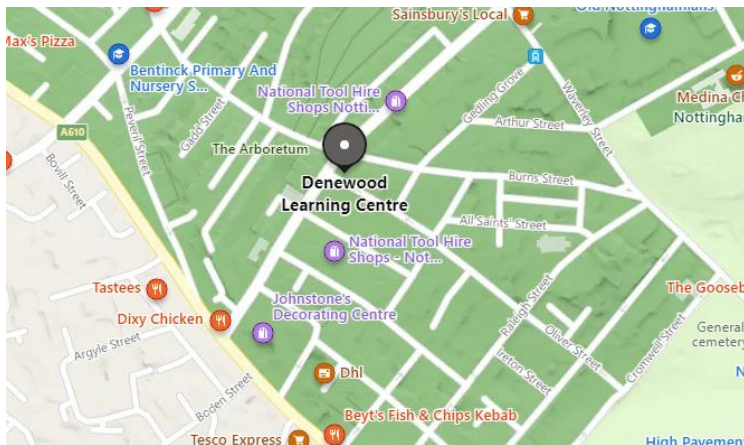 Sainsbury's Local
Old Nottinghamians
Max's Pizza
Bentinck Primary And
Nursery S...
National Tool Hire
Shops Notti...
Gedling Grove
Waverley Street
Medina Ch
Nottingham
Arthur Street
Gadd Street
Peveril Street
A610
The Arboretum
Bovill Street
Denewood
Learning Centre
Burns Street
All Saints' Street
National Tool Hire
Shops - Not...
Tastees
Johnstone's
Decorating Centre
Dixy Chicken
Raleigh Street
The Gooseb
Oliver Street
General
cemetery
Cromwell Street
Argyle Street
Ireton Street
Dhl
N
Boden Street
Beyt's Fish & Chips Kebab
Tesco Express
High Pavement